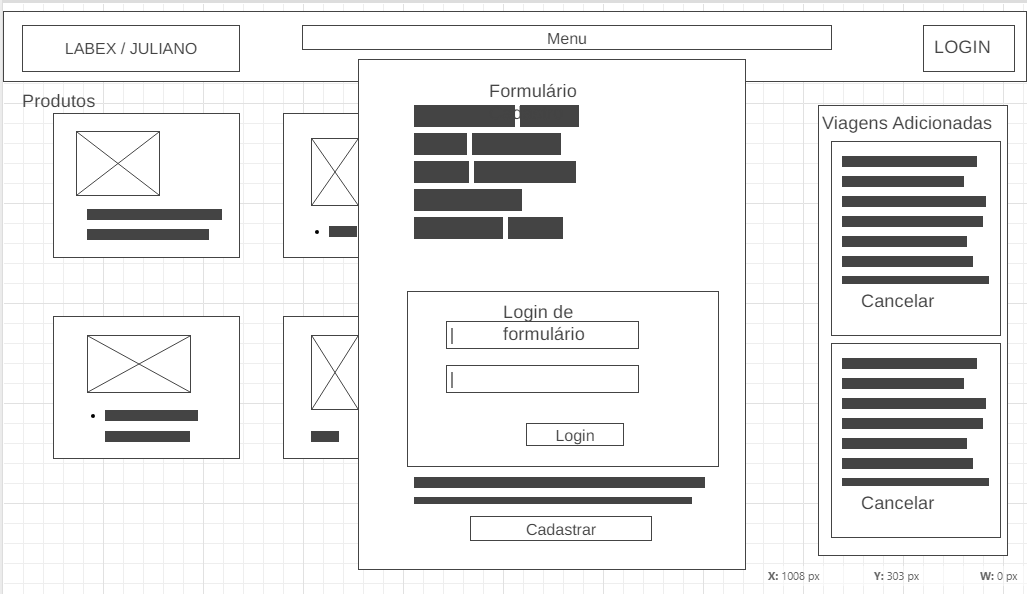 LABEX / JULIANO
Menu
LOGIN
Produtos
Formulário
Viagens Adicionadas
Cancelar
Login de
formulário
Login
Cadastrar
Cancelar
X: 1008 px
Y: 303 px
W: 0 px